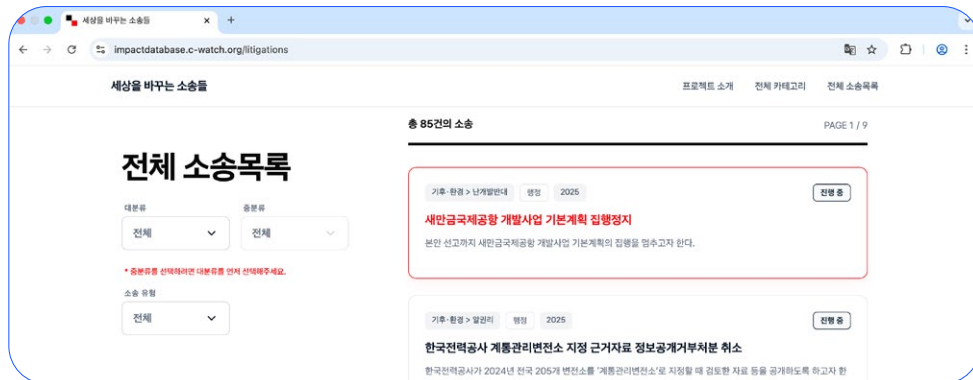 세상을 바꾸는 소송들
impactdatabase.c-watch.org/litigations
세상을 바꾸는 소송들
프로젝트 소개 전체 카테고리 전체 소송목록
총 85건의 소송
PAGE 1 / 9
전체 소송목록
대분류 중분류
전체 전체
* 중분류를 선택하려면 대분류를 먼저 선택해주세요.
소송 유형
전체
기후·환경 > 난개발반대 행정 2025 진행 중
새만금국제공항 개발사업 기본계획 집행정지
본안 선고까지 새만금국제공항 개발사업 기본계획의 집행을 멈추고자 한다.
기후·환경 > 알권리 행정 2025 진행 중
한국전력공사 계통관리변전소 지정 근거자료 정보공개거부처분 취소
한국전력공사가 2024년 전국 205개 변전소를 '계통관리변전소'로 지정할 때 검토한 자료 등을 공개하도록 하고자 한